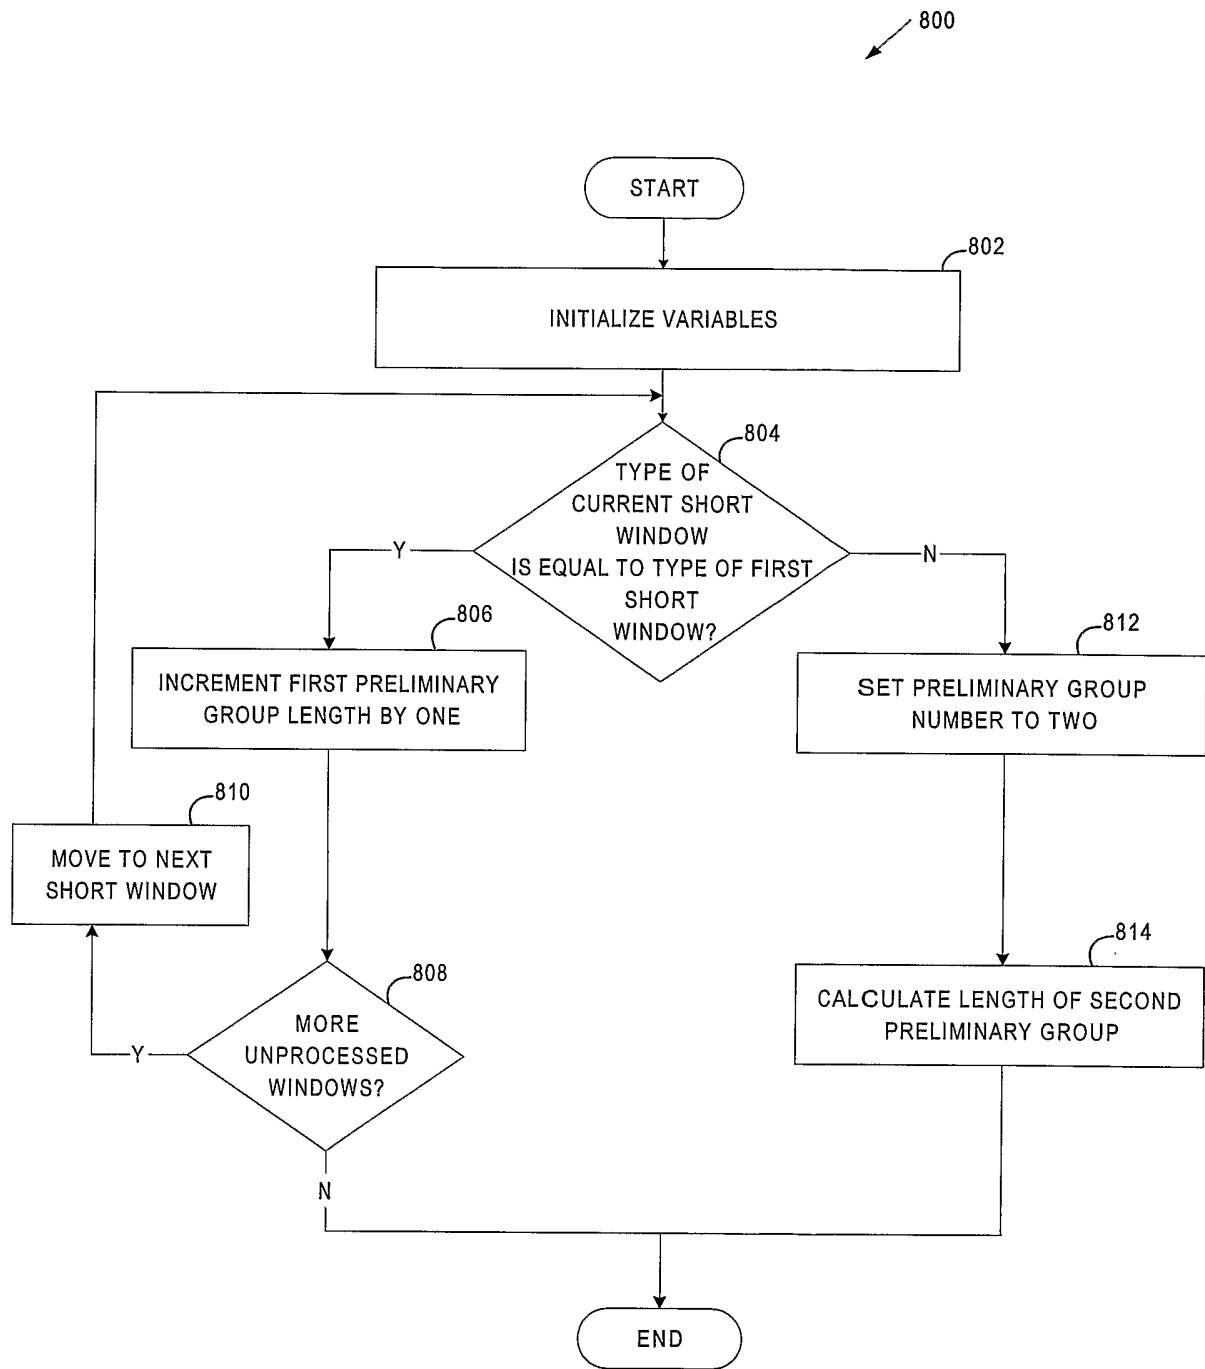 800
START
802
INITIALIZE VARIABLES
804
TYPE OF
CURRENT SHORT
WINDOW
IS EQUAL TO TYPE OF FIRST
SHORT
WINDOW?
Y
N
806
INCREMENT FIRST PRELIMINARY
GROUP LENGTH BY ONE
812
SET PRELIMINARY GROUP
NUMBER TO TWO
810
MOVE TO NEXT
SHORT WINDOW
808
MORE
UNPROCESSED
WINDOWS?
Y
N
814
CALCULATE LENGTH OF SECOND
PRELIMINARY GROUP
END